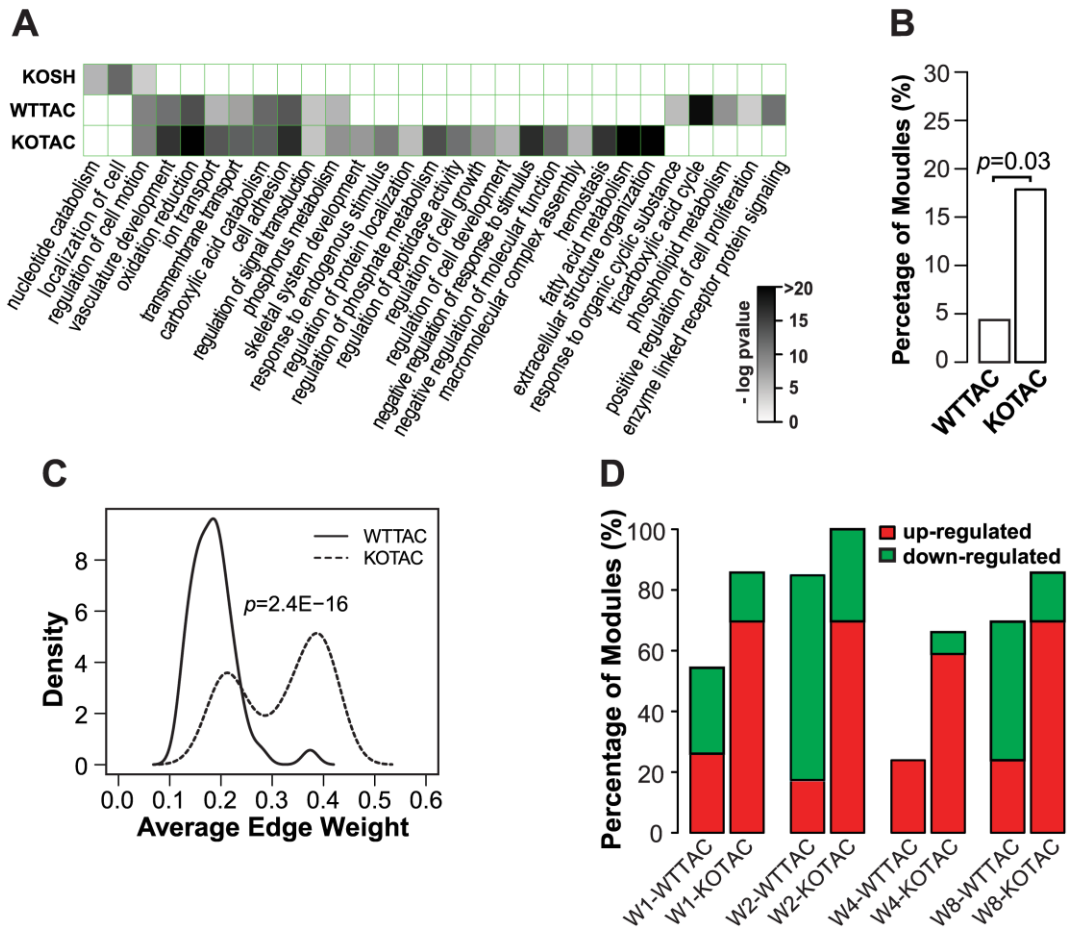 A
KOSH
WTTAC
KOTAC
nucleotide catabolism
localization of cell
regulation of cell motion
vasculature development
oxidation reduction
ion transport
transmembrane transport
carboxylic acid catabolism
cell adhesion
regulation of signal transduction
phosphorus metabolism
skeletal system development
response to endogenous stimulus
regulation of protein localization
regulation of phosphate metabolism
regulation of peptidase activity
regulation of cell growth
regulation of cell development
negative regulation of response to stimulus
negative regulation of molecular function
macromolecular complex assembly
hemostasis
fatty acid metabolism
extracellular structure organization
response to organic cyclic substance
tricarboxylic acid cycle
phospholipid metabolism
positive regulation of cell proliferation
enzyme linked receptor protein signaling
- log pvalue
>20
15
10
5
0
B
Percetage of Moudles (%)
30
25
20
15
10
5
0
p=0.03
WTTAC
KOTAC
C
WTTAC
KOTAC
p=2.4E−16
Density
8
6
4
2
0
0.0 0.1 0.2 0.3 0.4 0.5 0.6
Average Edge Weight
D
Percentage of Modules (%)
100
80
60
40
20
0
up-regulated
down-regulated
W1-WTTAC
W1-KOTAC
W2-WTTAC
W2-KOTAC
W4-WTTAC
W4-KOTAC
W8-WTTAC
W8-KOTAC